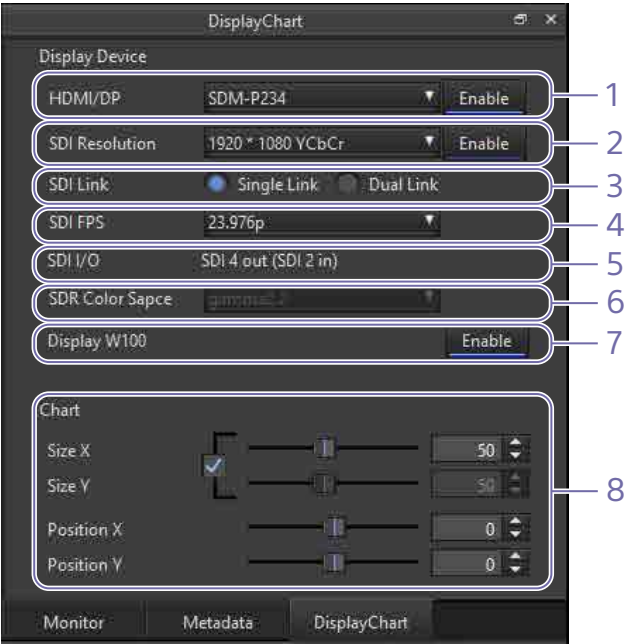 DisplayChart
Display Device
HDMI/DP SDM-P234 Enable 1
SDI Resolution 1920 * 1080 YCbCr Enable 2
SDI Link Single Link Dual Link 3
SDI FPS 23.976p 4
SDI I/O SDI 4 out (SDI 2 in) 5
SDR Color Sapce gamma2.2 6
Display W100 Enable 7
Chart
Size X 50
Size Y 50
8
Position X 0
Position Y 0
Monitor Metadata DisplayChart